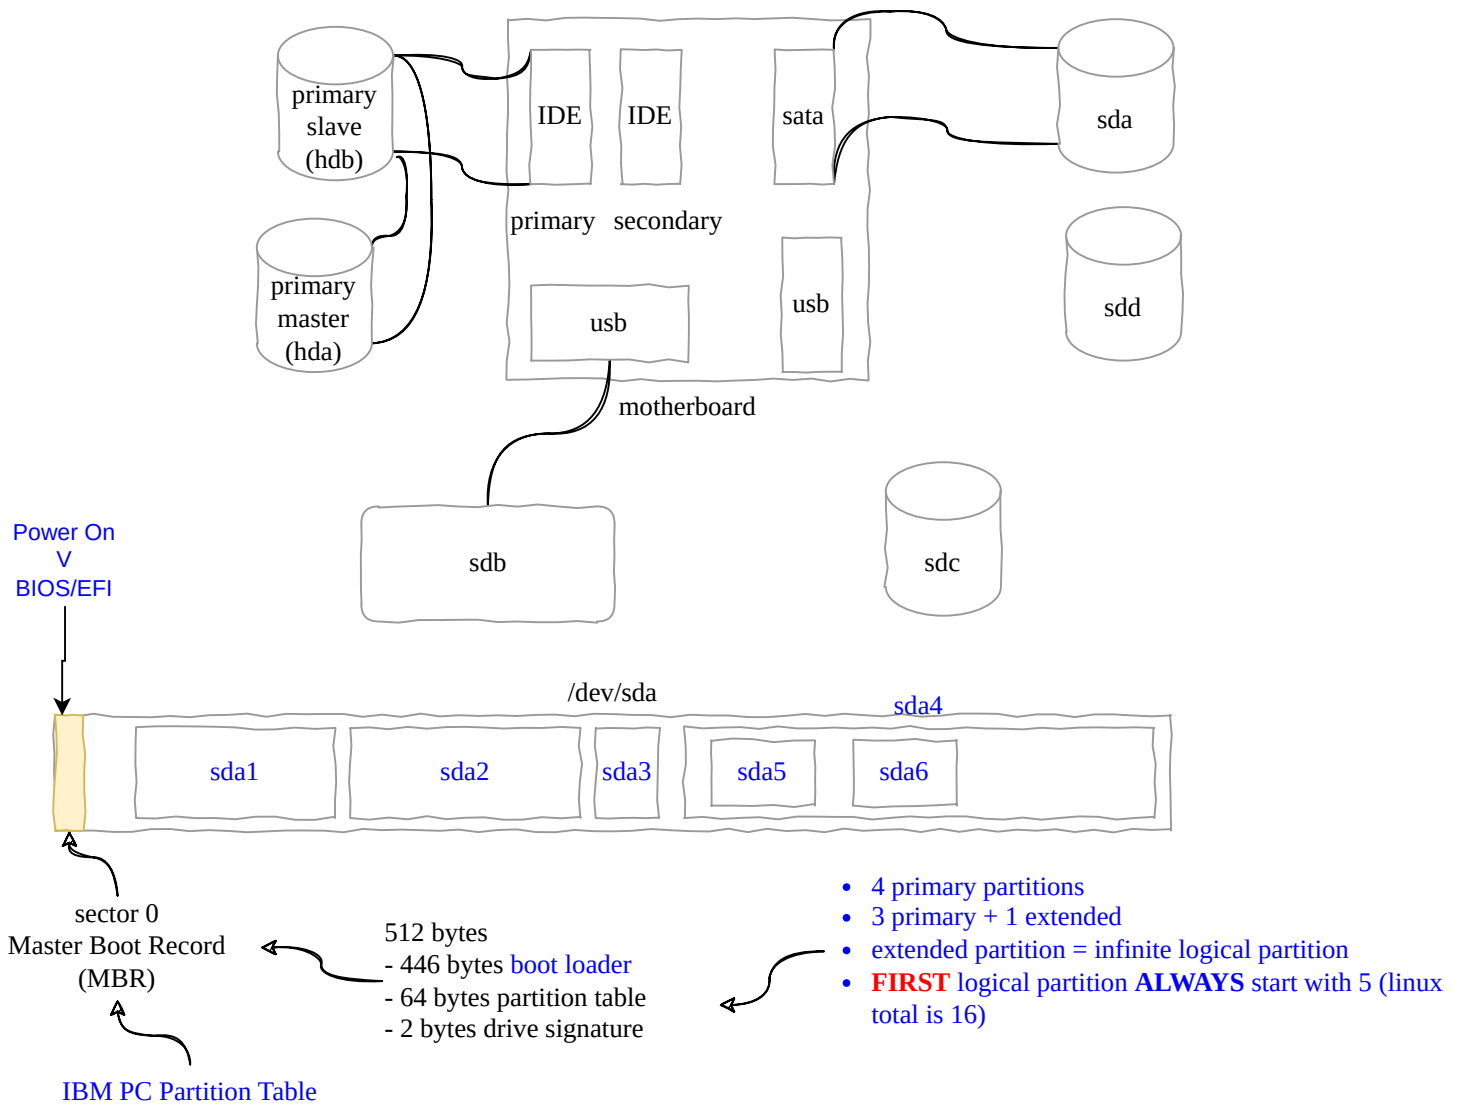 primary
slave
(hdb)
IDE
IDE
sata
sda
primary
secondary
primary
master
(hda)
usb
usb
sdd
motherboard
sdb
sdc
Power On
V
BIOS/EFI
/dev/sda
sda4
sda1
sda2
sda3
sda5
sda6
sector 0
Master Boot Record
(MBR)
512 bytes
- 446 bytes boot loader
- 64 bytes partition table
- 2 bytes drive signature
• 4 primary partitions
• 3 primary + 1 extended
• extended partition = infinite logical partition
• FIRST logical partition ALWAYS start with 5 (linux
total is 16)
IBM PC Partition Table